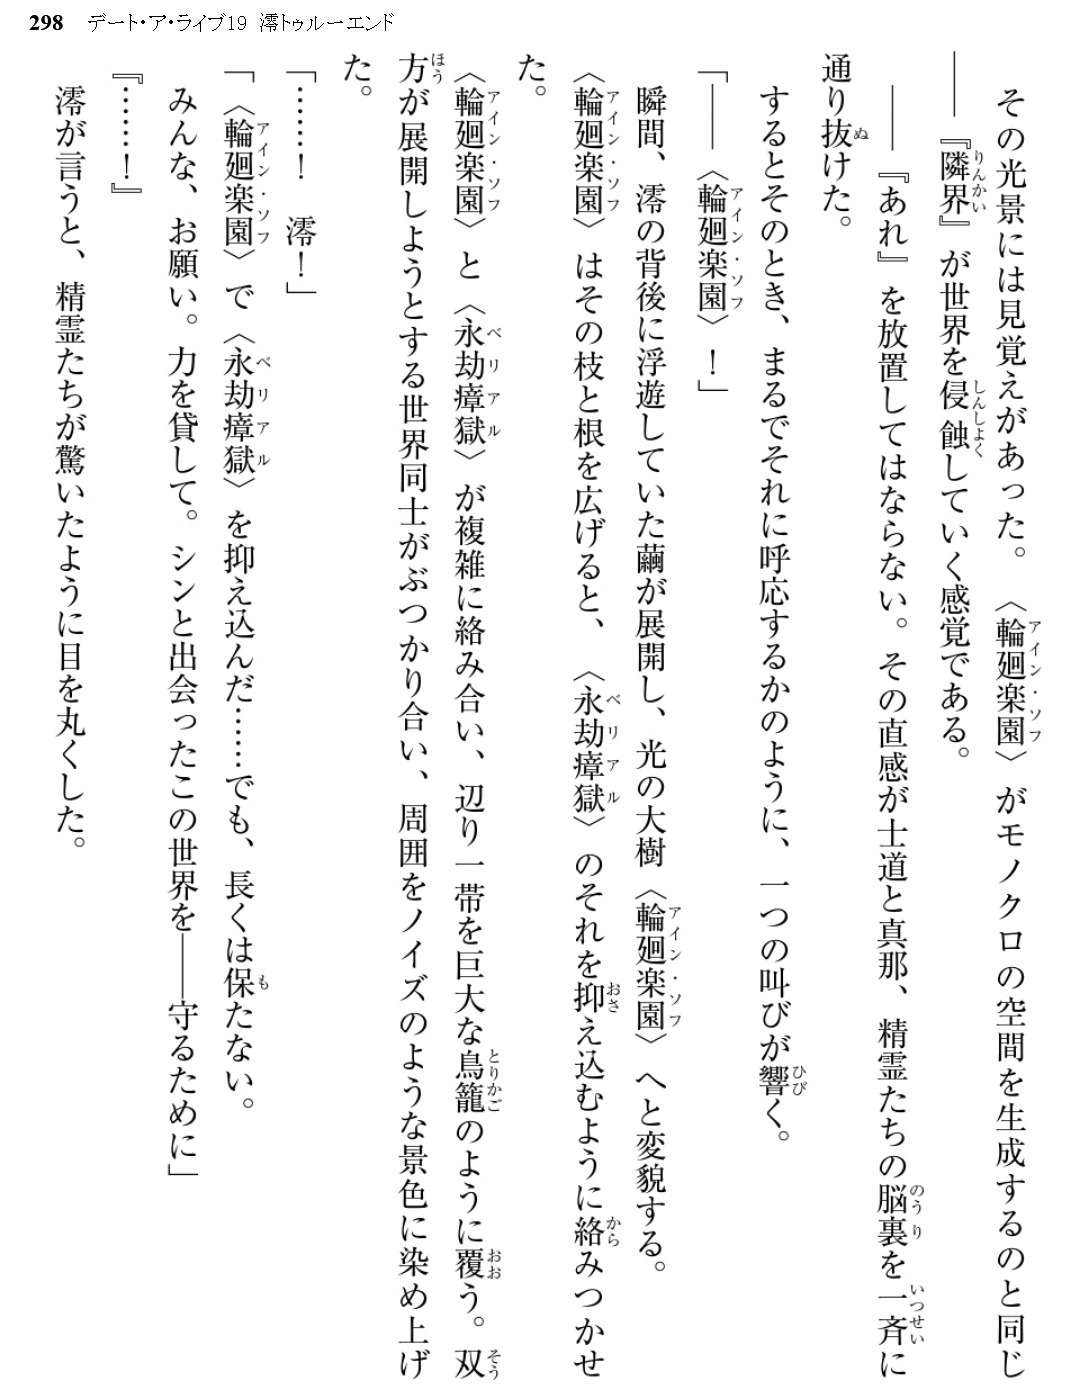 298 デート・ア・ライブ19 澪トゥルーエンド
その光景には見覚えがあった。〈輪廻楽園〉がモノクロの空間を生成するのと同じ
――『隣界』が世界を侵蝕していく感覚である。
――『あれ』を放置してはならない。その直感が士道と真那、精霊たちの脳裏を一斉に
通り抜けた。
するとそのとき、まるでそれに呼応するかのように、一つの叫びが響く。
「――〈輪廻楽園〉！」
瞬間、澪の背後に浮遊していた繭が展開し、光の大樹〈輪廻楽園〉へと変貌する。
〈輪廻楽園〉はその枝と根を広げると、〈永劫瘴獄〉のそれを抑え込むように絡みつかせ
た。
〈輪廻楽園〉と〈永劫瘴獄〉が複雑に絡み合い、辺り一帯を巨大な鳥籠のように覆う。双
方が展開しようとする世界同士がぶつかり合い、周囲をノイズのような景色に染め上げ
た。
「……！　澪！」
「〈輪廻楽園〉で〈永劫瘴獄〉を抑え込んだ……でも、長くは保たない。
みんな、お願い。力を貸して。シンと出会ったこの世界を――守るために」
『……！』
澪が言うと、精霊たちが驚いたように目を丸くした。